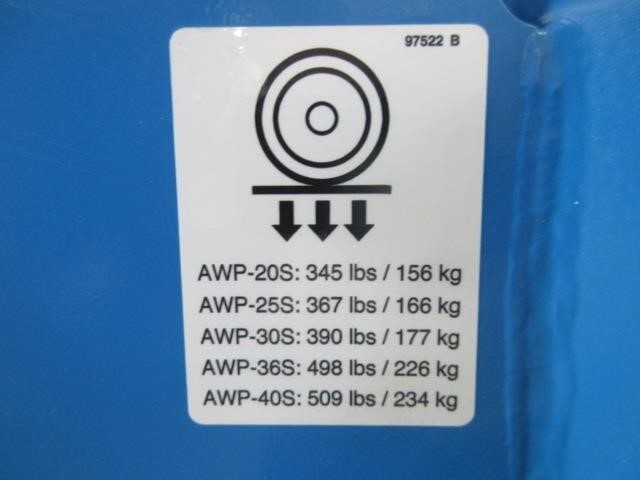 97522 B
AWP-20S: 345 lbs / 156 kg
AWP-25S: 367 lbs / 166 kg
AWP-30S: 390 lbs / 177 kg
AWP-36S: 498 lbs / 226 kg
AWP-40S: 509 lbs / 234 kg